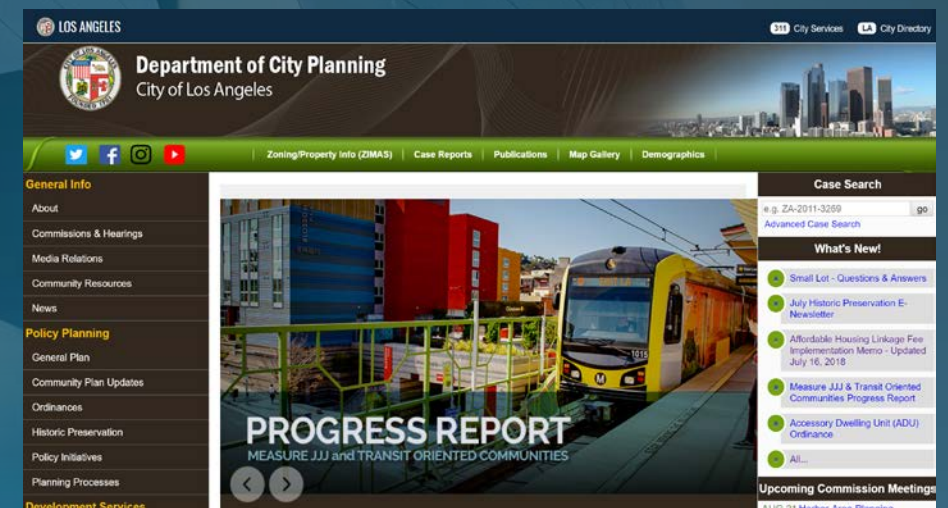 LOS ANGELES
311 City Services
LA City Directory
Department of City Planning
City of Los Angeles
Zoning/Property Info (ZIMAS) | Case Reports | Publications | Map Gallery | Demographics
General Info
About
Commissions & Hearings
Media Relations
Community Resources
News
Policy Planning
General Plan
Community Plan Updates
Ordinances
Historic Preservation
Policy Initiatives
Planning Processes
Development Services
1015
M
PROGRESS REPORT
MEASURE JJJ and TRANSIT ORIENTED COMMUNITIES
Case Search
e.g. ZA-2011-3269
go
Advanced Case Search
What's New!
Small Lot - Questions & Answers
July Historic Preservation E-
Newsletter
Affordable Housing Linkage Fee
Implementation Memo - Updated
July 16, 2018
Measure JJJ & Transit Oriented
Communities Progress Report
Accessory Dwelling Unit (ADU)
Ordinance
All...
Upcoming Commission Meetings